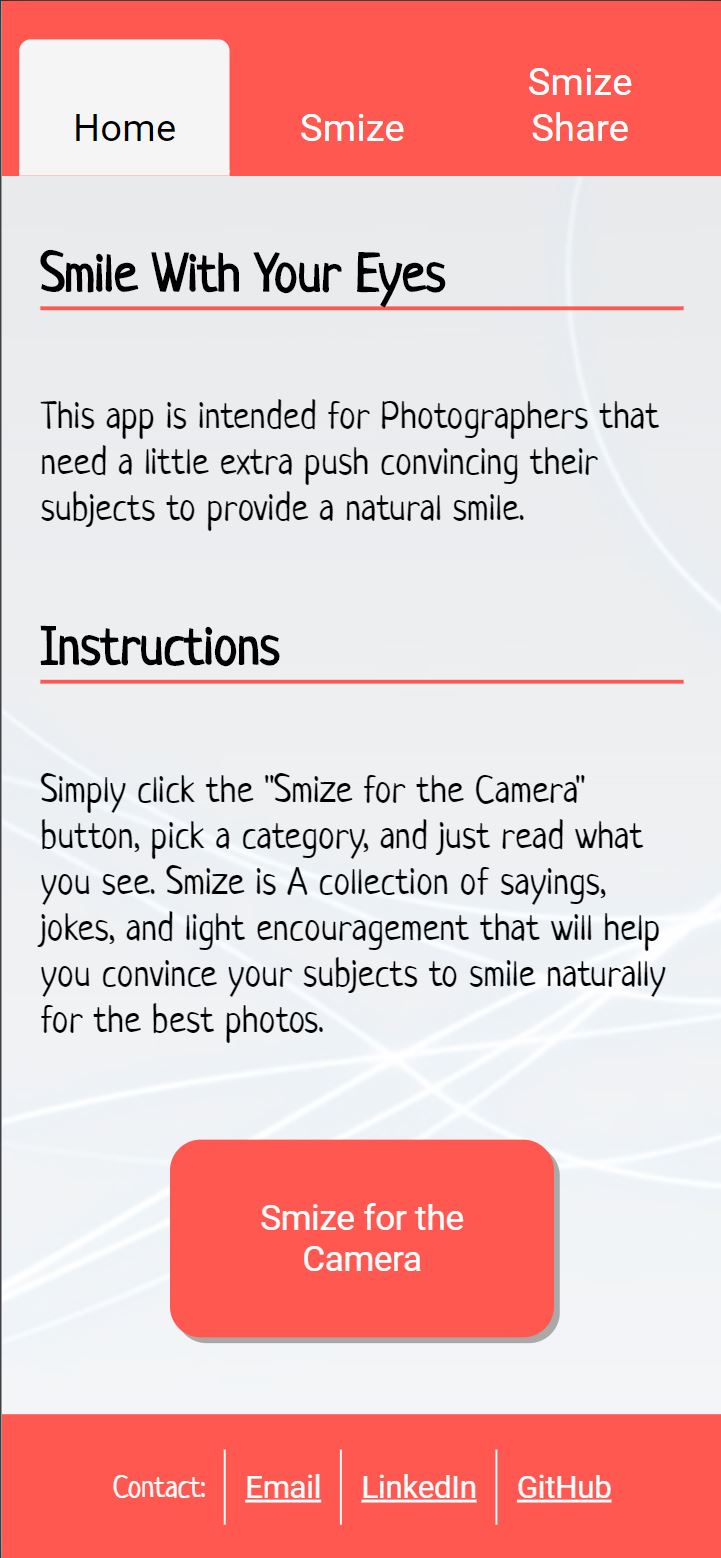 Home
Smize
Smize
Share
Smile With Your Eyes
This app is intended for Photographers that
need a little extra push convincing their
subjects to provide a natural smile.
Instructions
Simply click the "Smize for the Camera"
button, pick a category, and just read what
you see. Smize is A collection of sayings,
jokes, and light encouragement that will help
you convince your subjects to smile naturally
for the best photos.
Smize for the
Camera
Contact: Email LinkedIn GitHub